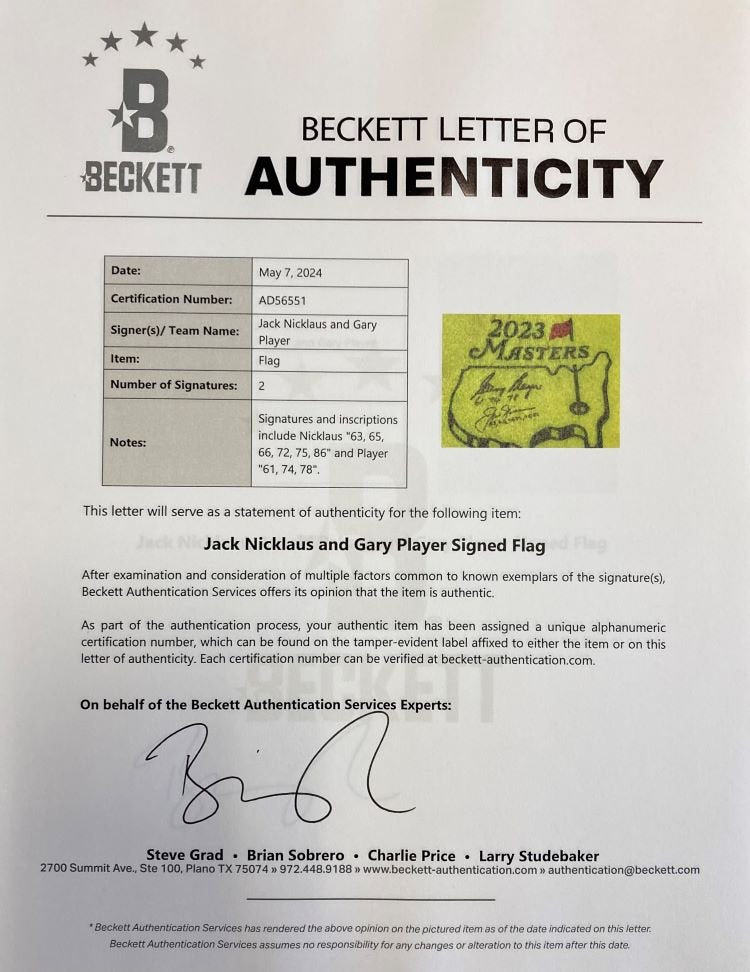 BECKETT
BECKETT LETTER OF
AUTHENTICITY
Date: May 7, 2024
Certification Number: AD56551
Signer(s)/ Team Name: Jack Nicklaus and Gary
Player
Item: Flag
Number of Signatures: 2
Notes: Signatures and inscriptions
include Nicklaus "63, 65,
66, 72, 75, 86" and Player
"61, 74, 78".
2023
MASTERS
This letter will serve as a statement of authenticity for the following item:
Jack Nicklaus and Gary Player Signed Flag
After examination and consideration of multiple factors common to known exemplars of the signature(s),
Beckett Authentication Services offers its opinion that the item is authentic.
As part of the authentication process, your authentic item has been assigned a unique alphanumeric
certification number, which can be found on the tamper-evident label affixed to either the item or on this
letter of authenticity. Each certification number can be verified at beckett-authentication.com.
On behalf of the Beckett Authentication Services Experts:
Steve Grad • Brian Sobrero • Charlie Price • Larry Studebaker
2700 Summit Ave., Ste 100, Plano TX 75074 » 972.448.9188 » www.beckett-authentication.com » authentication@beckett.com
* Beckett Authentication Services has rendered the above opinion on the pictured item as of the date indicated on this letter.
Beckett Authentication Services assumes no responsibility for any changes or alteration to this item after this date.